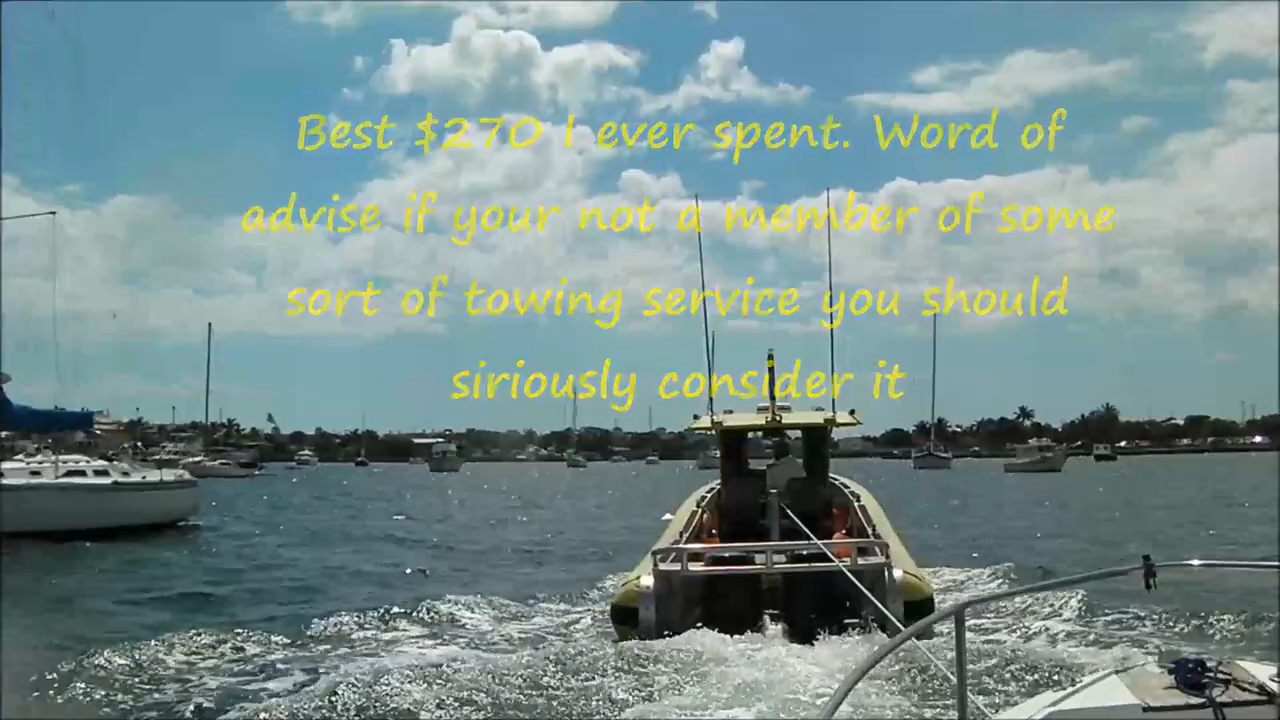 Best $270 I ever spent. Word of
advise if your not a member of some
sort of towing service you should
siriously consider it